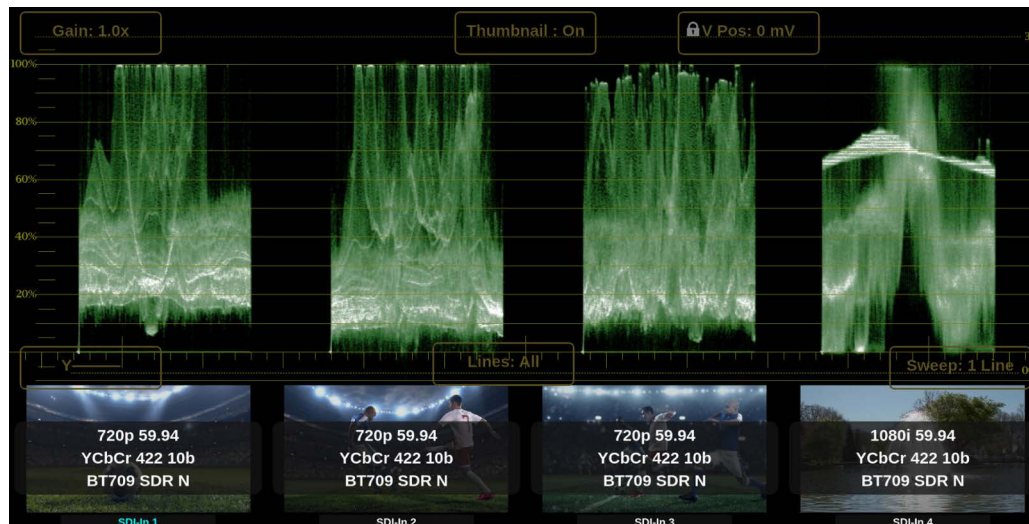 Gain: 1.0x
Thumbnail : On
V Pos: 0 mV
3
100%
80%
60%
40%
20%
Y
Lines: All
Sweep: 1 Line
0
720p 59.94
YCbCr 422 10b
BT709 SDR N
720p 59.94
YCbCr 422 10b
BT709 SDR N
720p 59.94
YCbCr 422 10b
BT709 SDR N
1080i 59.94
YCbCr 422 10b
BT709 SDR N
SDI-In 1
SDI-In 2
SDI-In 3
SDI-In 4